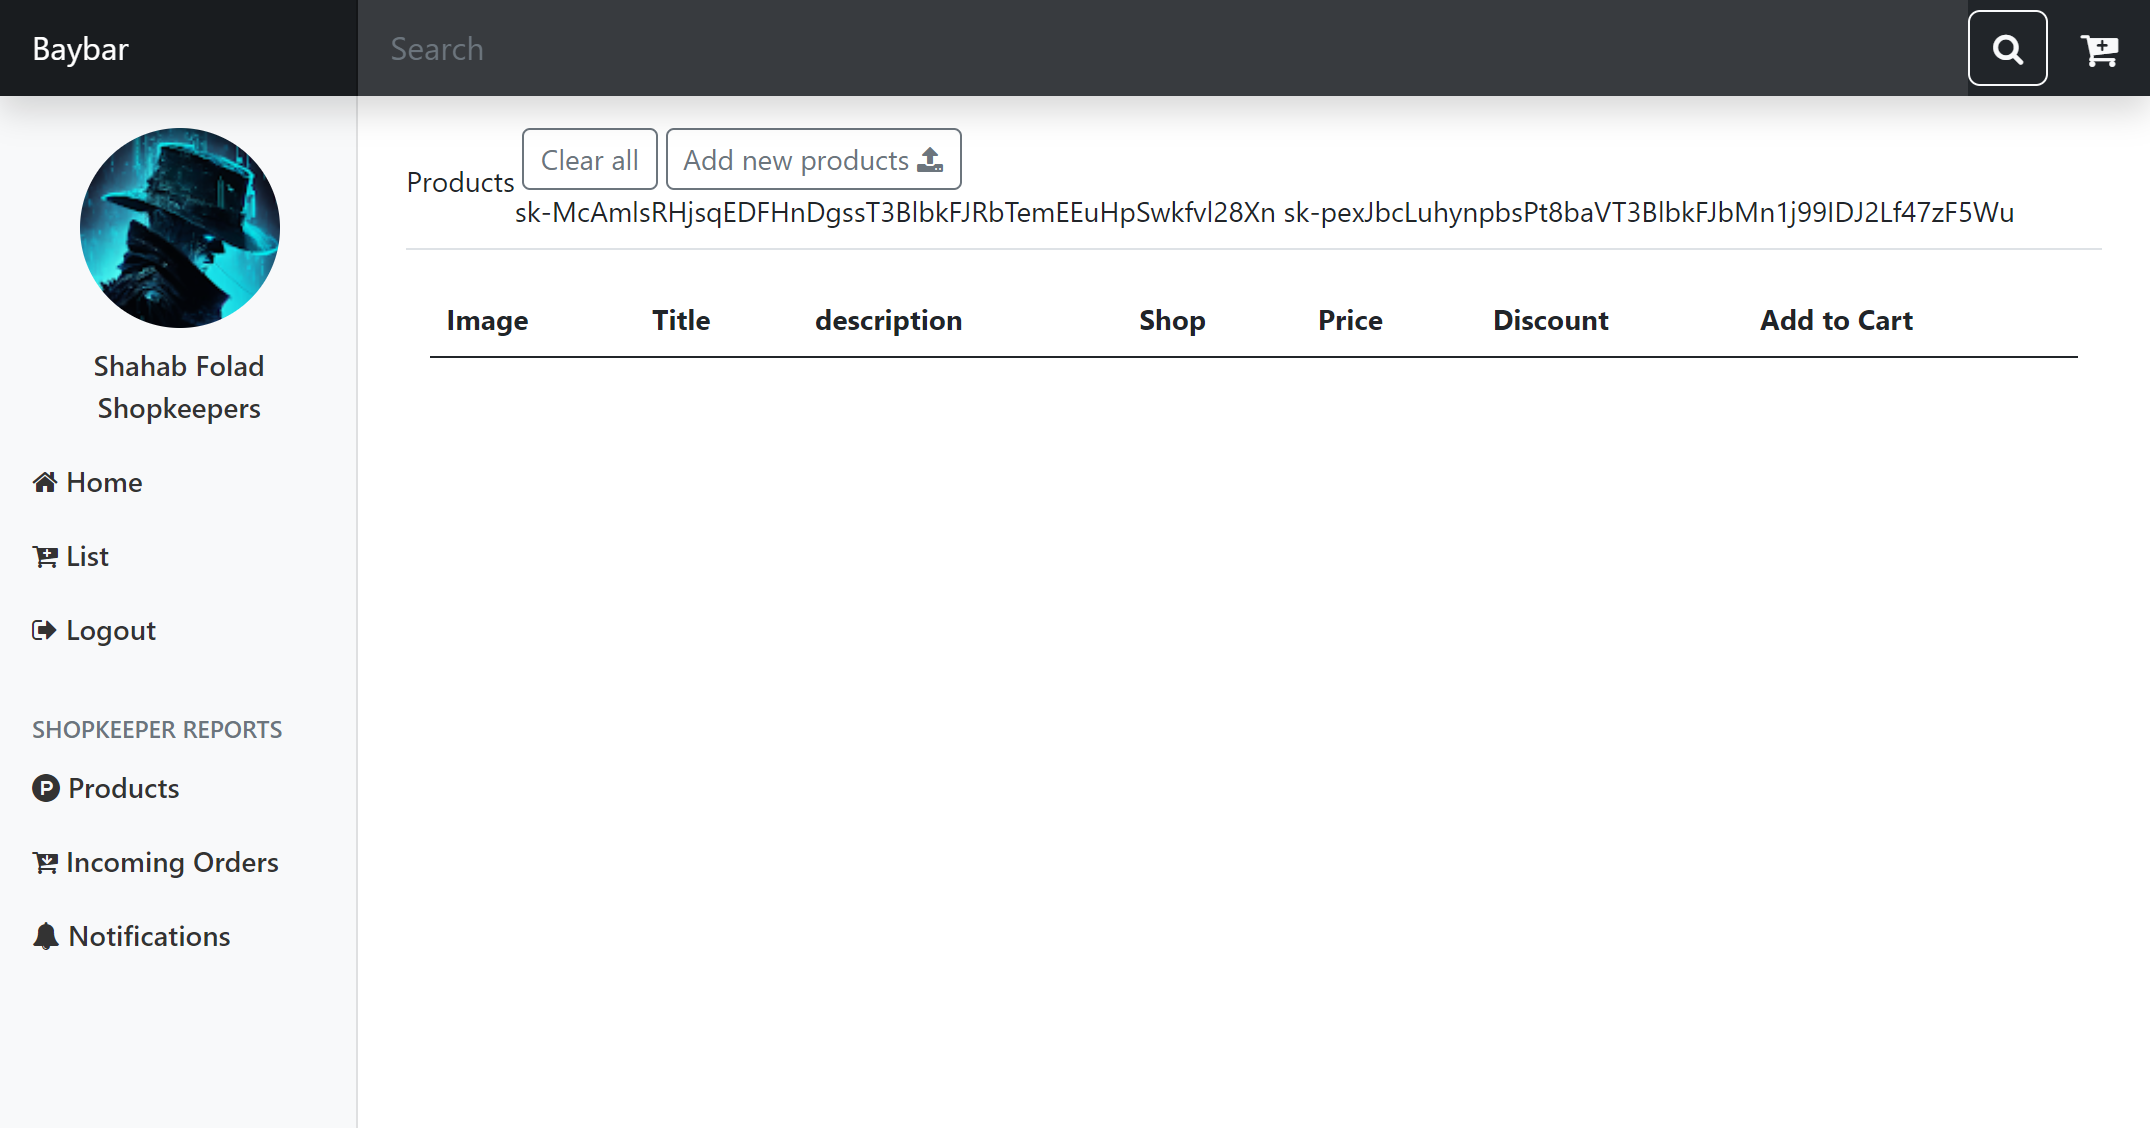 Baybar
Search
Clear all
Add new products
Products
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 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
Image Title description Shop Price Discount Add to Cart
Shahab Folad
Shopkeepers
Home
List
Logout
SHOPKEEPER REPORTS
Products
Incoming Orders
Notifications